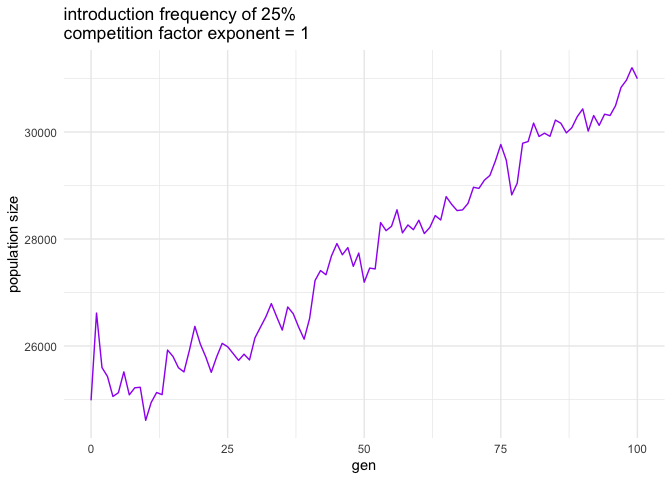 introduction frequency of 25%
competition factor exponent = 1
30000
28000
26000
population size
0
25
50
75
100
gen